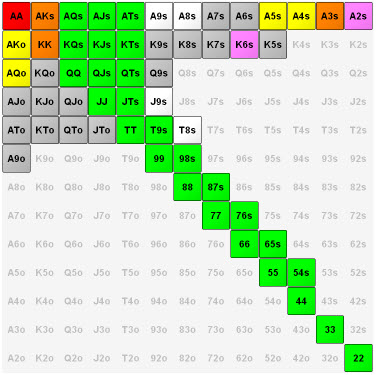 AA AKs AQs AJs ATs A9s A8s A7s A6s A5s A4s A3s A2s
AKo KK KQs KJs KTs K9s K8s K7s K6s K5s K4s K3s K2s
AQo KQo QQ QJs QTs Q9s Q8s Q7s Q6s Q5s Q4s Q3s Q2s
AJo KJo QJo JJ JTs J9s J8s J7s J6s J5s J4s J3s J2s
ATo KTo QTo JTo TT T9s T8s T7s T6s T5s T4s T3s T2s
A9o K9o Q9o J9o T9o 99 98s 97s 96s 95s 94s 93s 92s
A8o K8o Q8o J8o T8o 98o 88 87s 86s 85s 84s 83s 82s
A7o K7o Q7o J7o T7o 97o 87o 77 76s 75s 74s 73s 72s
A6o K6o Q6o J6o T6o 96o 86o 76o 66 65s 64s 63s 62s
A5o K5o Q5o J5o T5o 95o 85o 75o 65o 55 54s 53s 52s
A4o K4o Q4o J4o T4o 94o 84o 74o 64o 54o 44 43s 42s
A3o K3o Q3o J3o T3o 93o 83o 73o 63o 53o 43o 33 32s
A2o K2o Q2o J2o T2o 92o 82o 72o 62o 52o 42o 32o 22